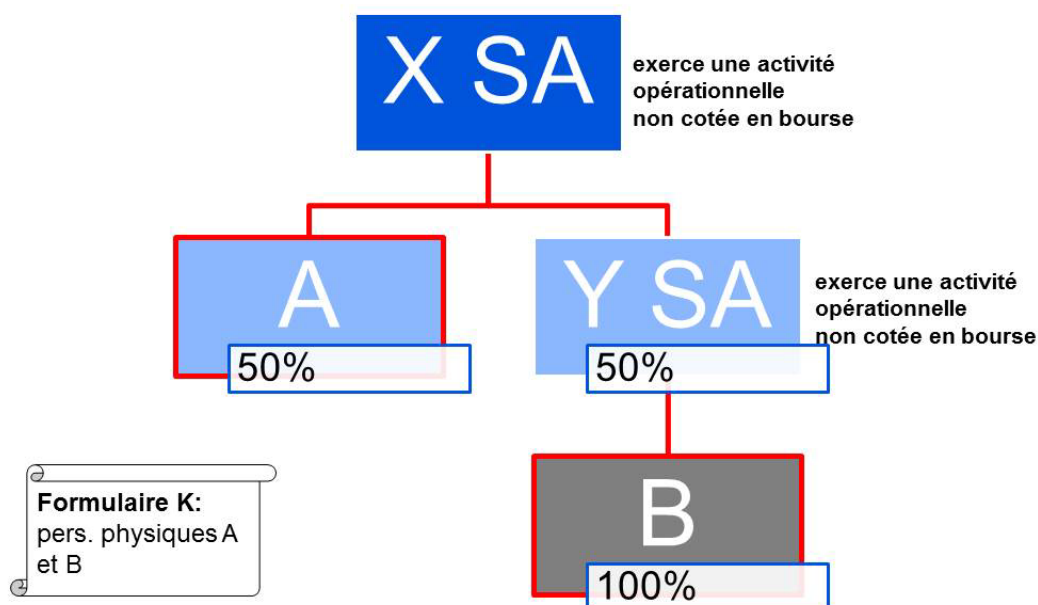 X SA
exerce une activité
opérationnelle
non cotée en bourse
A
50%
Y SA
50%
exerce une activité
opérationnelle
non cotée en bourse
B
100%
Formulaire K:
pers. physiques A
et B